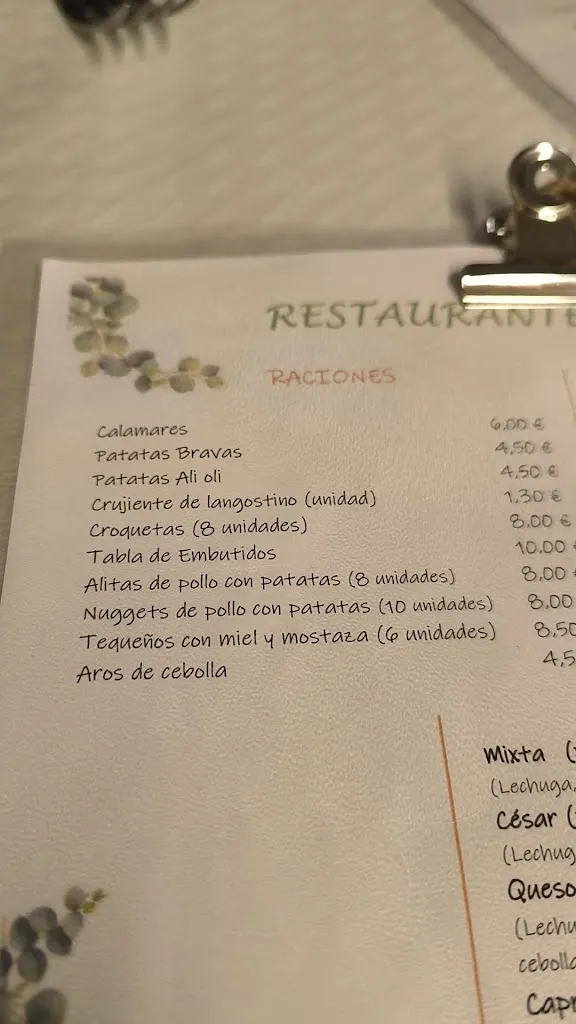 RESTAURANTE
RACIONES
Calamares 6,00 €
Patatas Bravas 4,50 €
Patatas Ali oli 4,50 €
Crujiente de langostino (unidad) 1,30 €
Croquetas (8 unidades) 8,00 €
Tabla de Embutidos 10,00 €
Alitas de pollo con patatas (8 unidades) 8,00
Nuggets de pollo con patatas (10 unidades) 8,00
Tequeños con miel y mostaza (6 unidades) 8,50
Aros de cebolla 4,5
Mixta (
(Lechuga,
César (
(Lechug
Queso
(Lechu
cebolla
Capr